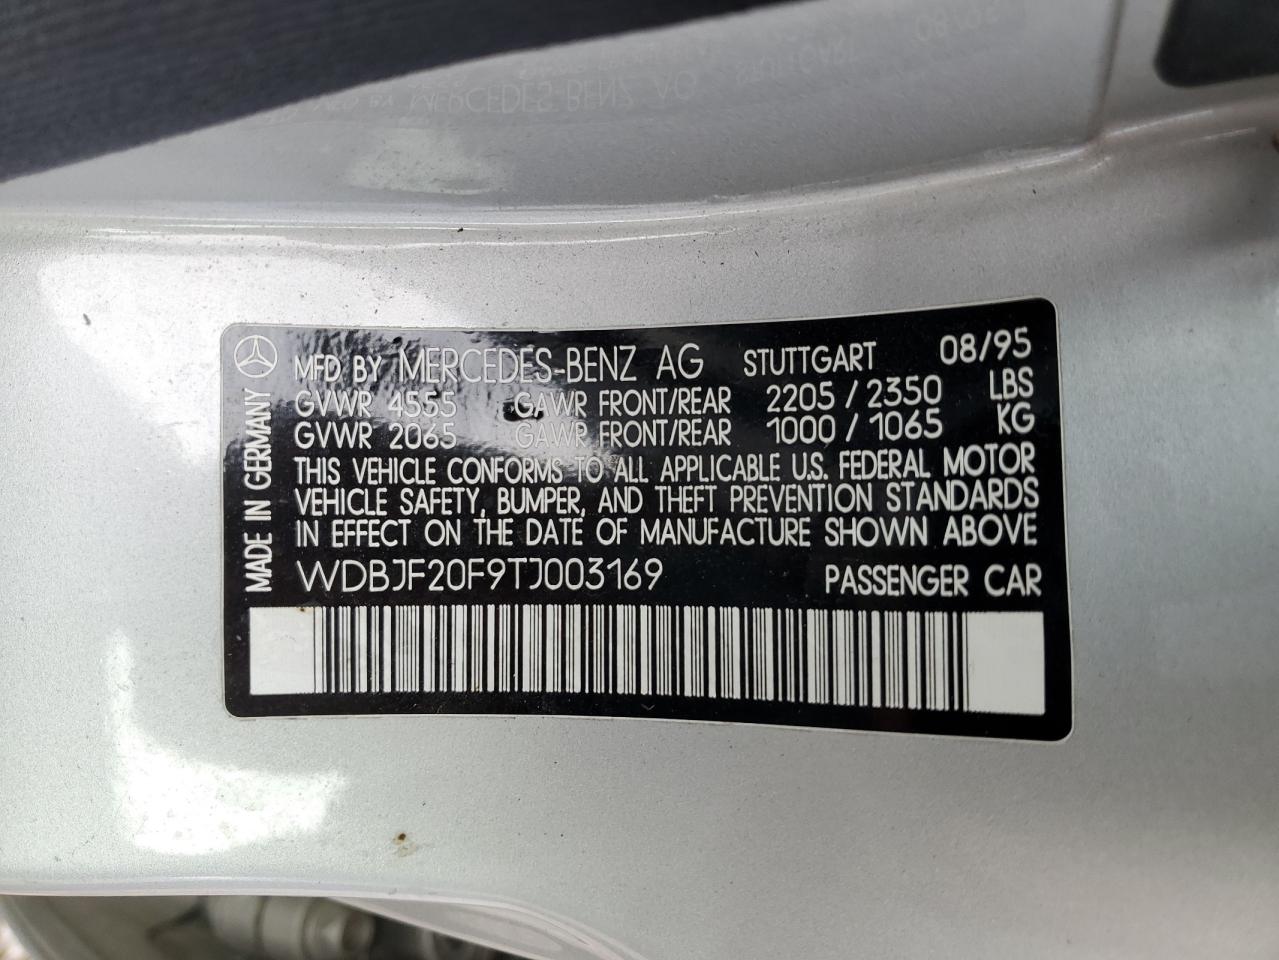 MFD BY MERCEDES-BENZ AG STUTTGART 08/95
GVWR 4555 GAWR FRONT/REAR 2205 / 2350 LBS
GVWR 2065 GAWR FRONT/REAR 1000 / 1065 KG
THIS VEHICLE CONFORMS TO ALL APPLICABLE U.S. FEDERAL MOTOR
VEHICLE SAFETY, BUMPER, AND THEFT PREVENTION STANDARDS
IN EFFECT ON THE DATE OF MANUFACTURE SHOWN ABOVE
WDBJF20F9TJ003169 PASSENGER CAR
MADE IN GERMANY